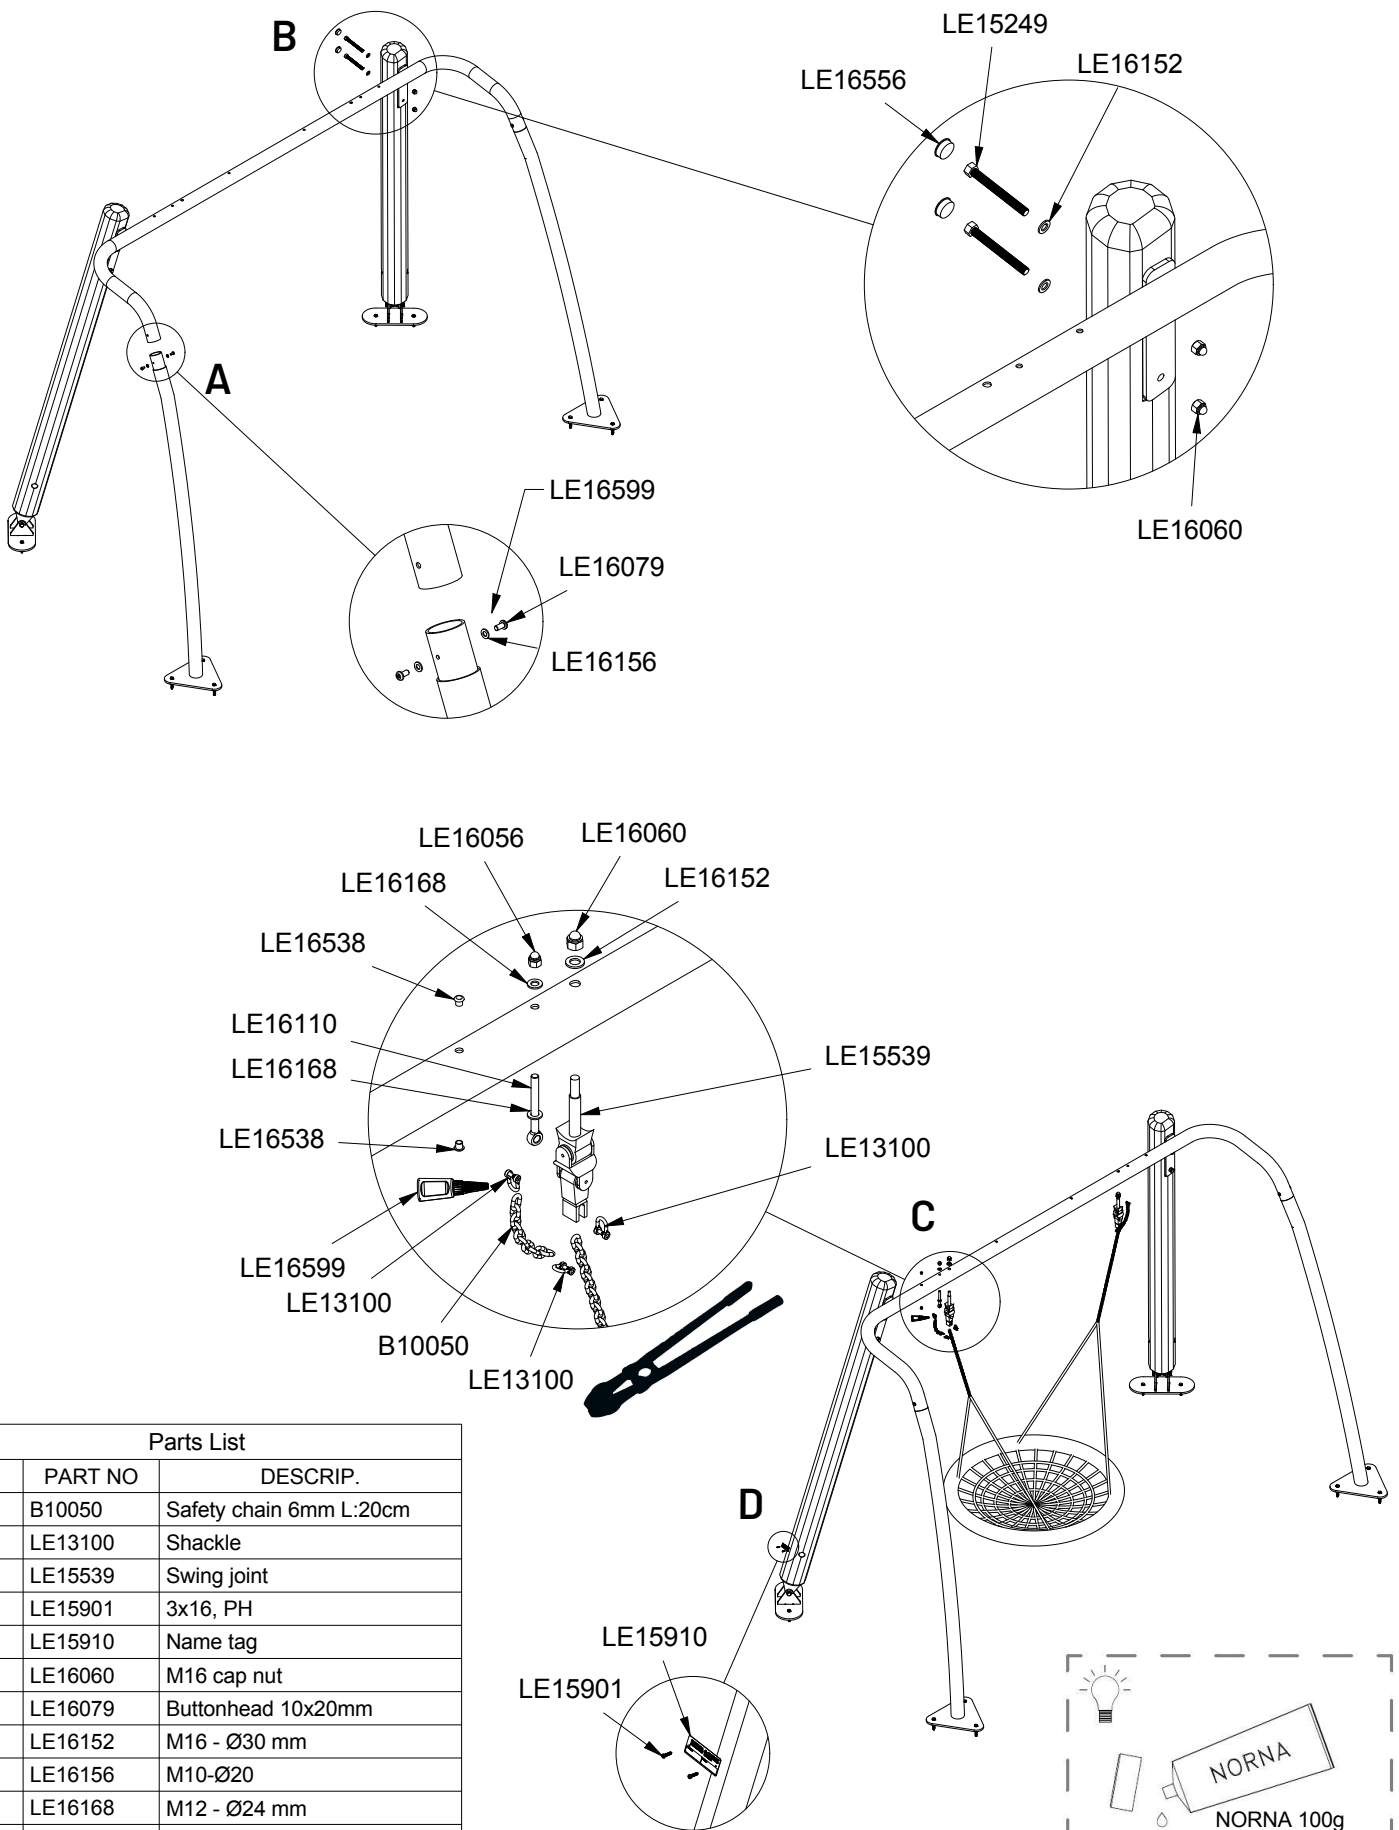 B
LE15249
LE16152
LE16556
A
LE16599
LE16079
LE16156
LE16060
LE16056
LE16060
LE16168
LE16152
LE16538
LE16110
LE16168
LE15539
LE16538
LE13100
LE16599
LE13100
B10050
LE13100
C
D
LE15910
LE15901
Parts List
PART NO DESCRIP.
B10050 Safety chain 6mm L:20cm
LE13100 Shackle
LE15539 Swing joint
LE15901 3x16, PH
LE15910 Name tag
LE16060 M16 cap nut
LE16079 Buttonhead 10x20mm
LE16152 M16 - Ø30 mm
LE16156 M10-Ø20
LE16168 M12 - Ø24 mm
NORNA
NORNA 100g